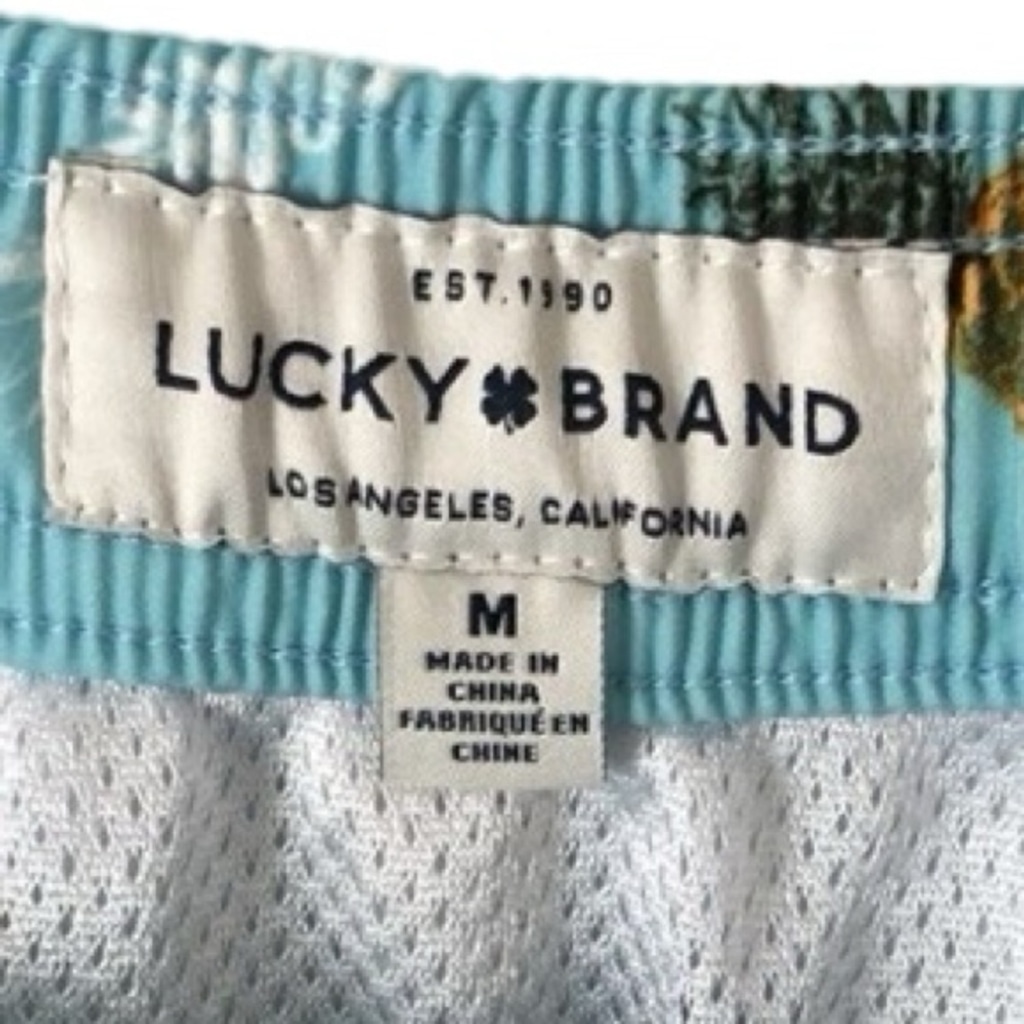 EST. 1990
LUCKY BRAND
LOS ANGELES, CALIFORNIA
M
MADE IN
CHINA
FABRIQUÉ EN
CHINE